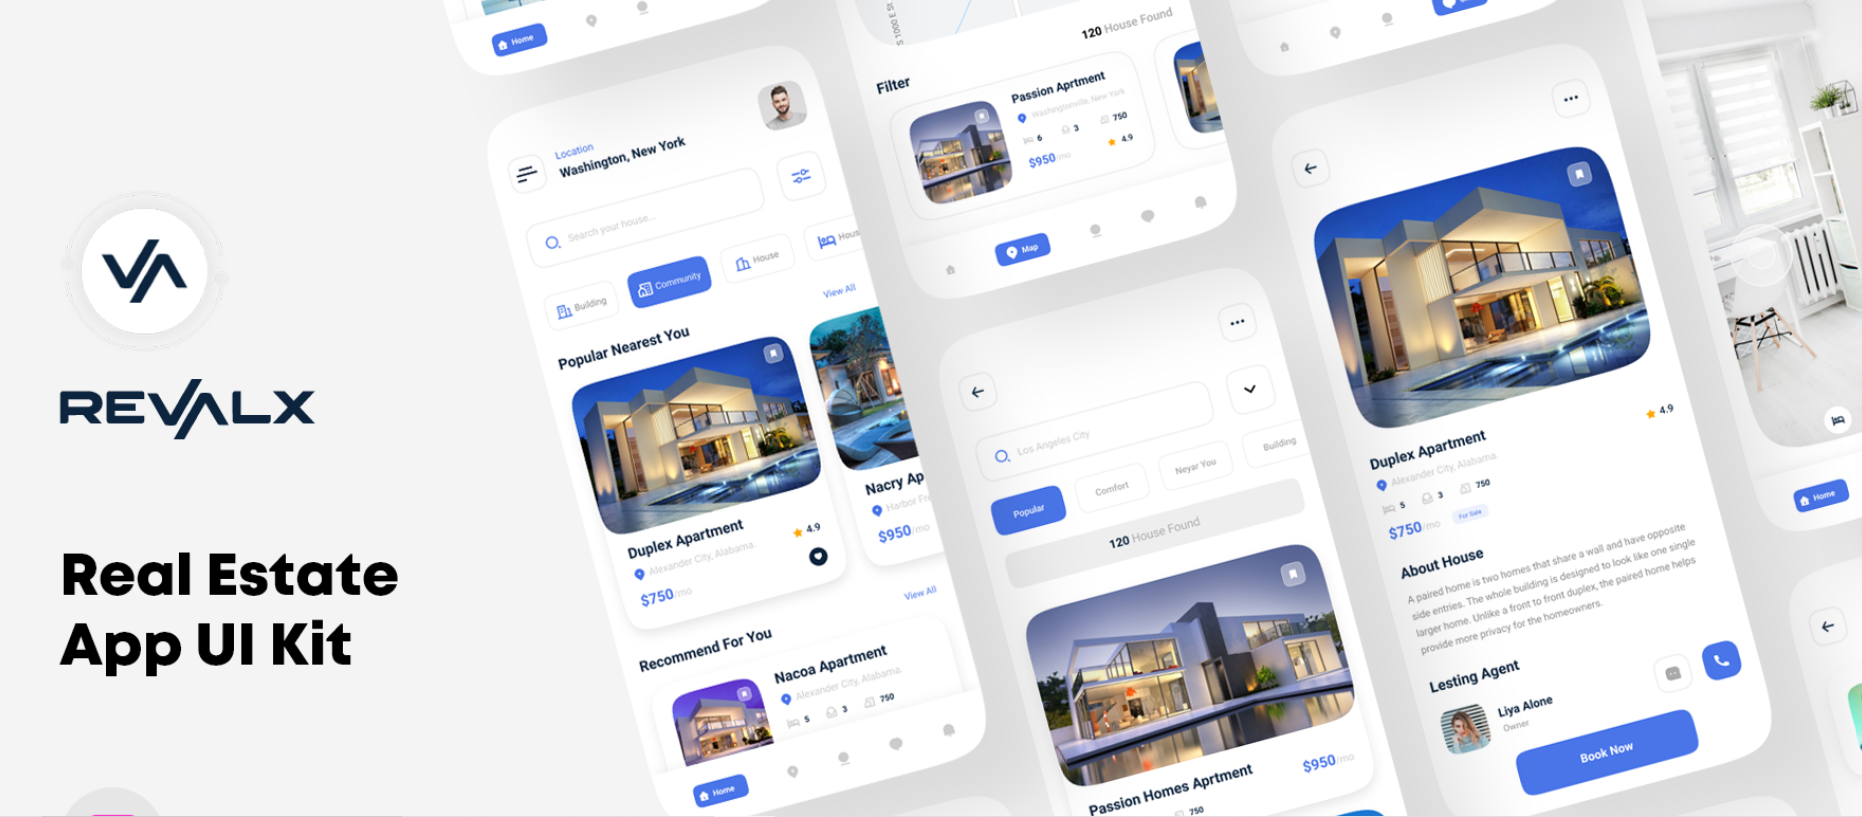 REVALX
Real Estate
App UI Kit
Home
Location
Washington, New York
Search your house...
Building
Community
House
Hous
View All
Popular Nearest You
Duplex Apartment
4.9
Alexander City, Alabama.
$750/mo
Nacry Ap
Harbor Fre
$950/mo
View All
Recommend For You
Nacoa Apartment
Alexander City, Alabama.
5
3
750
Home
S 1000 E St.
120 House Found
Filter
Passion Aprtment
Washingtonville, New York
6
3
750
$950/mo
4.9
Map
Los Angeles City
Popular
Comfort
Neyar You
Building
120 House Found
Passion Homes Aprtment
$950/mo
750
Duplex Apartment
4.9
Alexander City, Alabama.
5
3
750
$750/mo
For Sale
About House
A paired home is two homes that share a wall and have opposite
side entries. The whole building is designed to look like one single
larger home. Unlike a front to front duplex, the paired home helps
provide more privacy for the homeowners.
Lesting Agent
Liya Alone
Owner
Book Now
Home